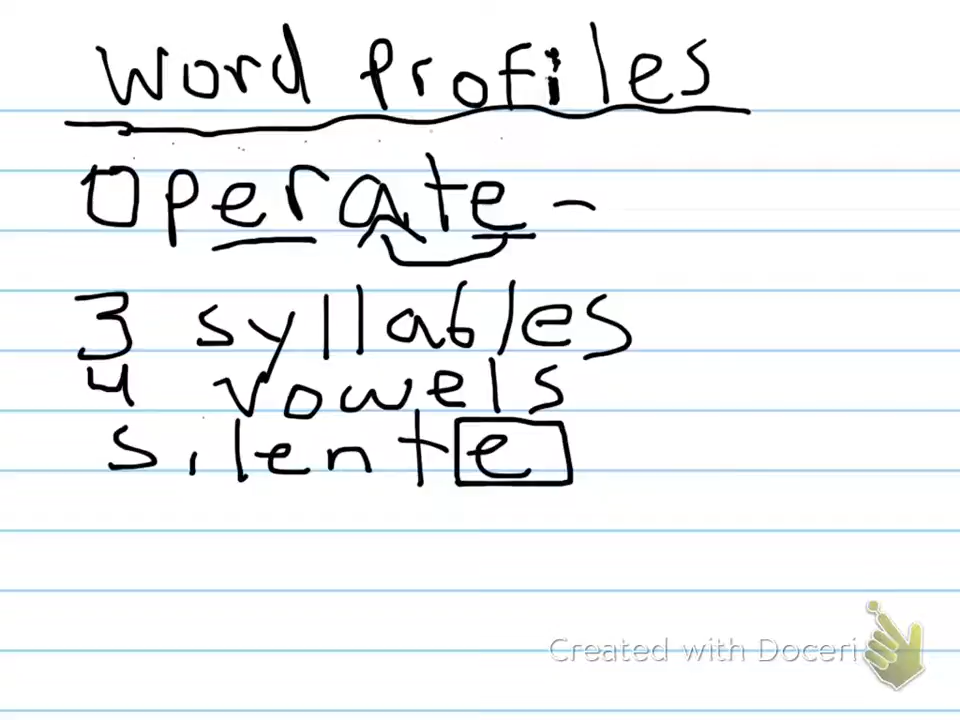 Word Profiles
Operate -
3 syllables
4 vowels
silent e
Created with Doceri